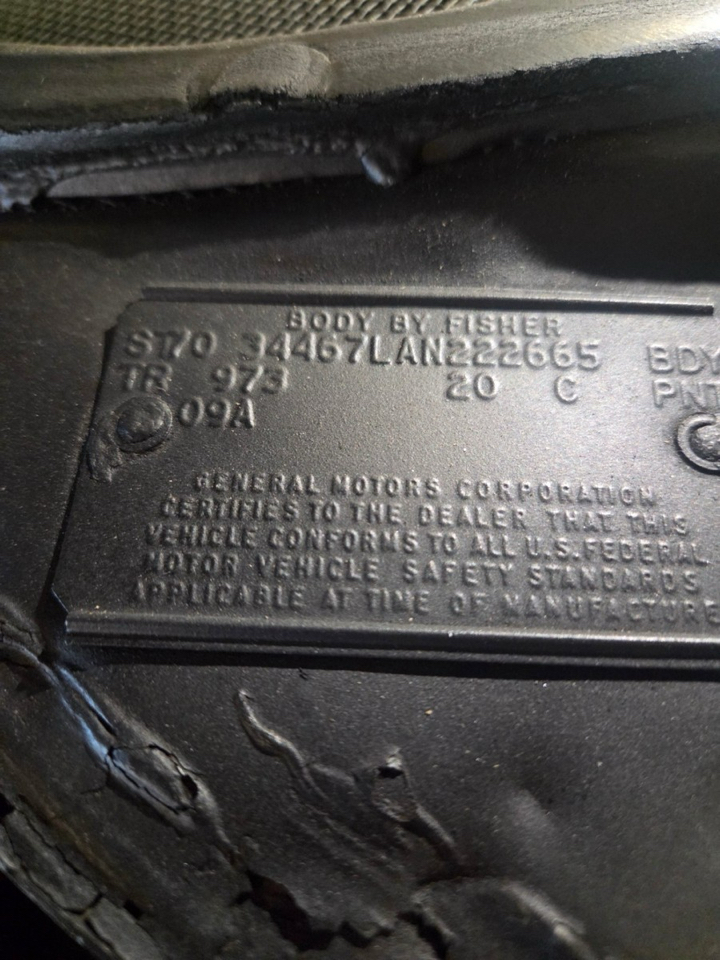 BODY BY FISHER
ST70 34467LAN222665 BDY
TR 973 20 C PNT
09A
GENERAL MOTORS CORPORATION
CERTIFIES TO THE DEALER THAT THIS
VEHICLE CONFORMS TO ALL U.S. FEDERAL
MOTOR VEHICLE SAFETY STANDARDS
APPLICABLE AT TIME OF MANUFACTURE